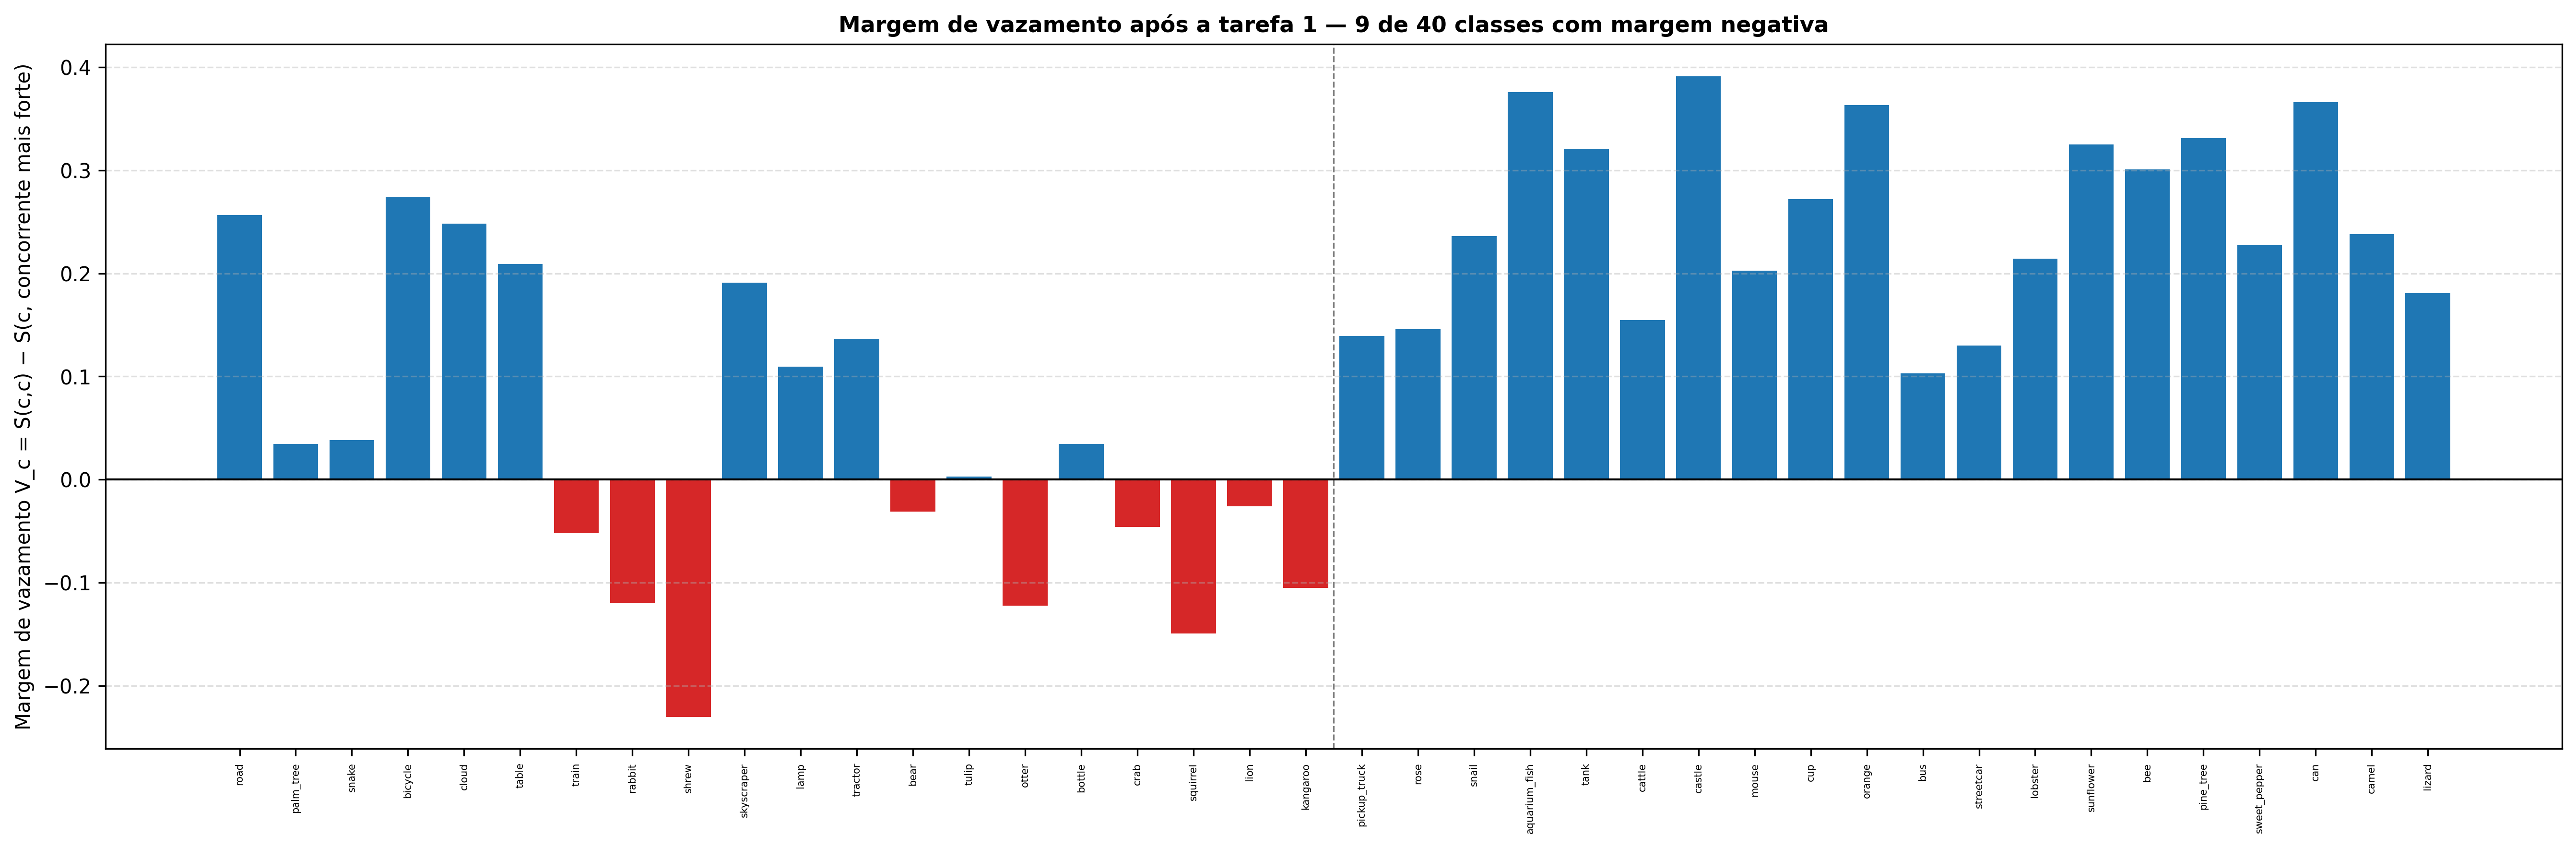 Margem de vazamento após a tarefa 1 — 9 de 40 classes com margem negativa
Margem de vazamento V_c = S(c,c) − S(c, concorrente mais forte)
0.4
0.3
0.2
0.1
0.0
−0.1
−0.2
road
palm_tree
snake
bicycle
cloud
table
train
rabbit
shrew
skyscraper
lamp
tractor
bear
tulip
otter
bottle
crab
squirrel
lion
kangaroo
pickup_truck
rose
snail
aquarium_fish
tank
cattle
castle
mouse
cup
orange
bus
streetcar
lobster
sunflower
bee
pine_tree
sweet_pepper
can
camel
lizard